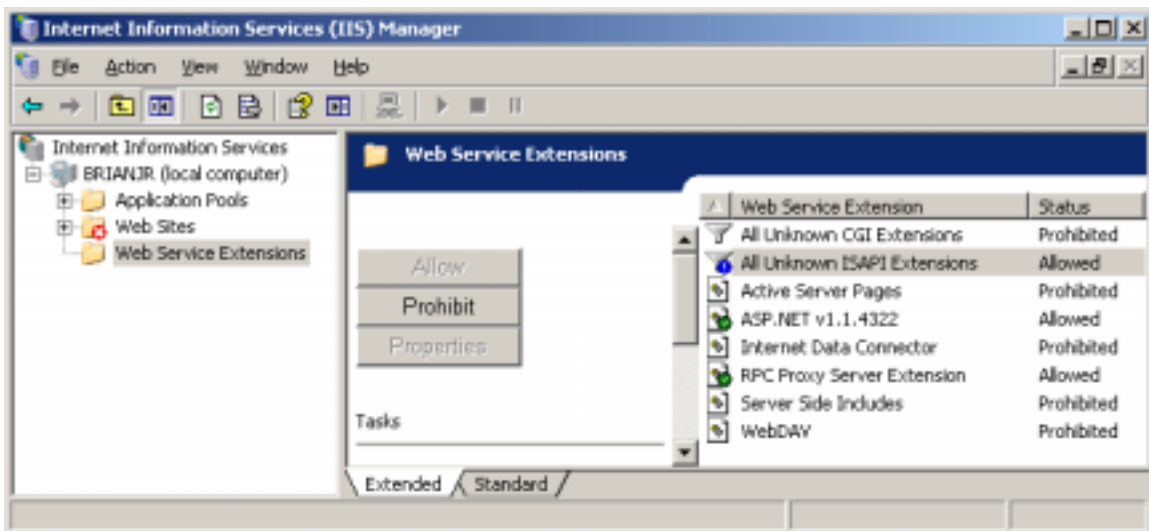 Internet Information Services (IIS) Manager
File Action View Window Help
Internet Information Services
BRIANJR (local computer)
Application Pools
Web Sites
Web Service Extensions
Web Service Extensions
Allow
Prohibit
Properties
Tasks
Web Service Extension Status
All Unknown CGI Extensions Prohibited
All Unknown ISAPI Extensions Allowed
Active Server Pages Prohibited
ASP.NET v1.1.4322 Allowed
Internet Data Connector Prohibited
RPC Proxy Server Extension Allowed
Server Side Includes Prohibited
WebDAV Prohibited
Extended Standard